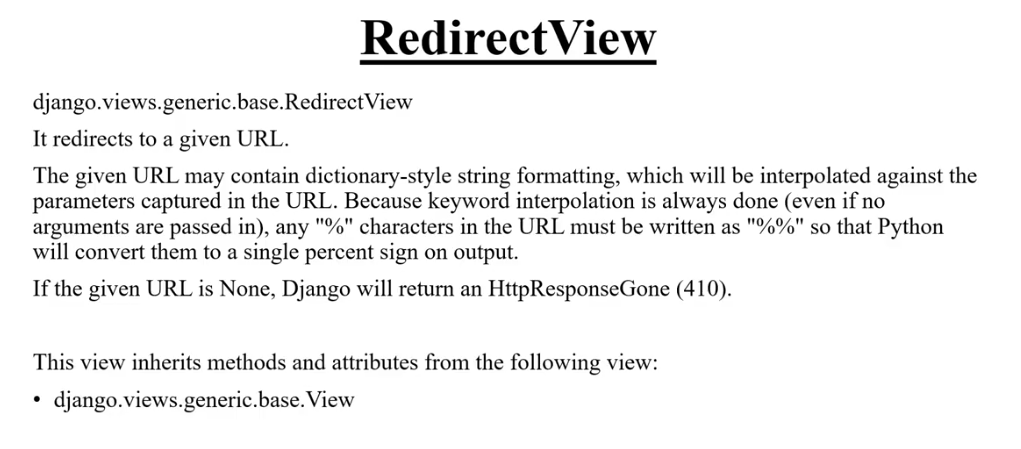 RedirectView
django.views.generic.base.RedirectView
It redirects to a given URL.
The given URL may contain dictionary-style string formatting, which will be interpolated against the
parameters captured in the URL. Because keyword interpolation is always done (even if no
arguments are passed in), any "%" characters in the URL must be written as "%%" so that Python
will convert them to a single percent sign on output.
If the given URL is None, Django will return an HttpResponseGone (410).
This view inherits methods and attributes from the following view:
• django.views.generic.base.View